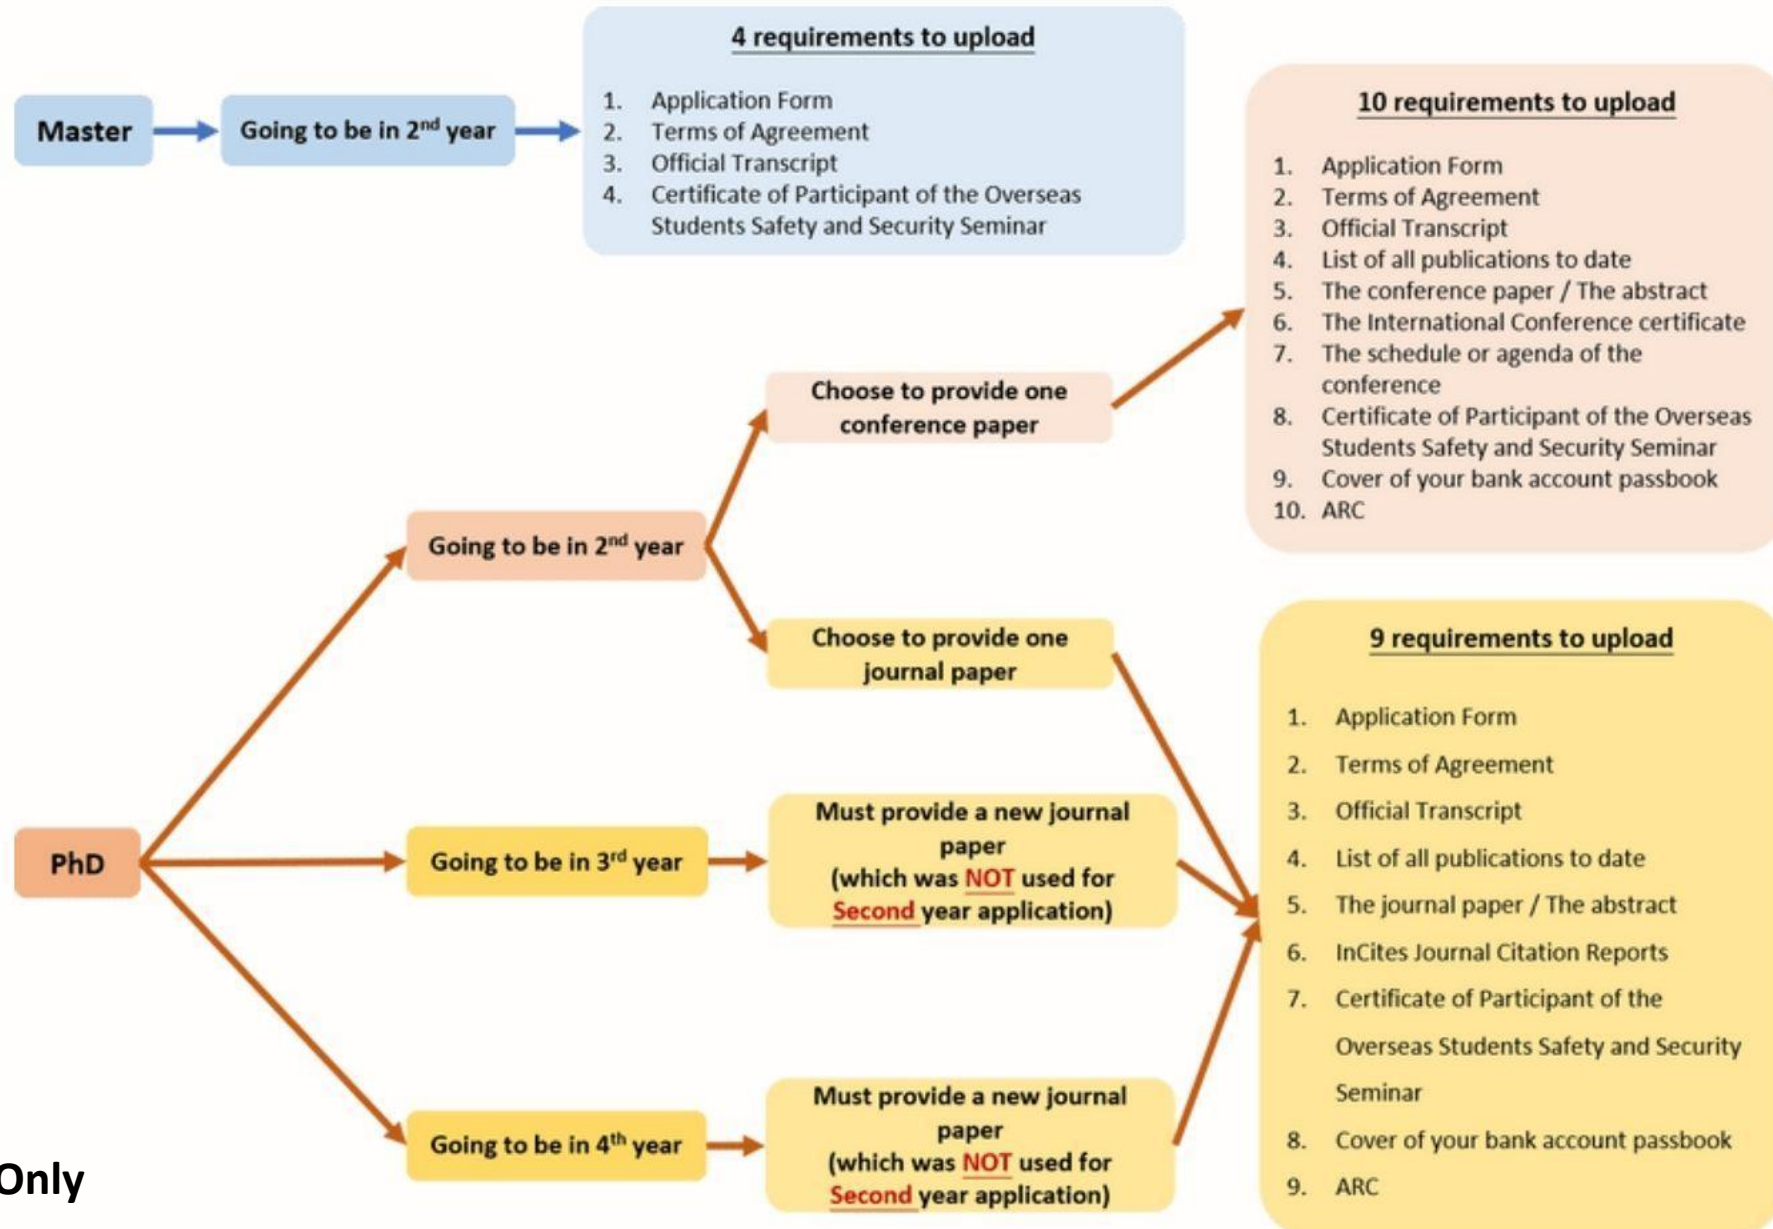 4 requirements to upload
1. Application Form
2. Terms of Agreement
3. Official Transcript
4. Certificate of Participant of the Overseas
Students Safety and Security Seminar
Master
Going to be in 2nd year
10 requirements to upload
1. Application Form
2. Terms of Agreement
3. Official Transcript
4. List of all publications to date
5. The conference paper / The abstract
6. The International Conference certificate
7. The schedule or agenda of the
conference
8. Certificate of Participant of the Overseas
Students Safety and Security Seminar
9. Cover of your bank account passbook
10. ARC
Choose to provide one
conference paper
Going to be in 2nd year
Choose to provide one
journal paper
PhD
Going to be in 3rd year
Must provide a new journal
paper
(which was NOT used for
Second year application)
Going to be in 4th year
Must provide a new journal
paper
(which was NOT used for
Second year application)
9 requirements to upload
1. Application Form
2. Terms of Agreement
3. Official Transcript
4. List of all publications to date
5. The journal paper / The abstract
6. InCites Journal Citation Reports
7. Certificate of Participant of the
Overseas Students Safety and Security
Seminar
8. Cover of your bank account passbook
9. ARC
Only